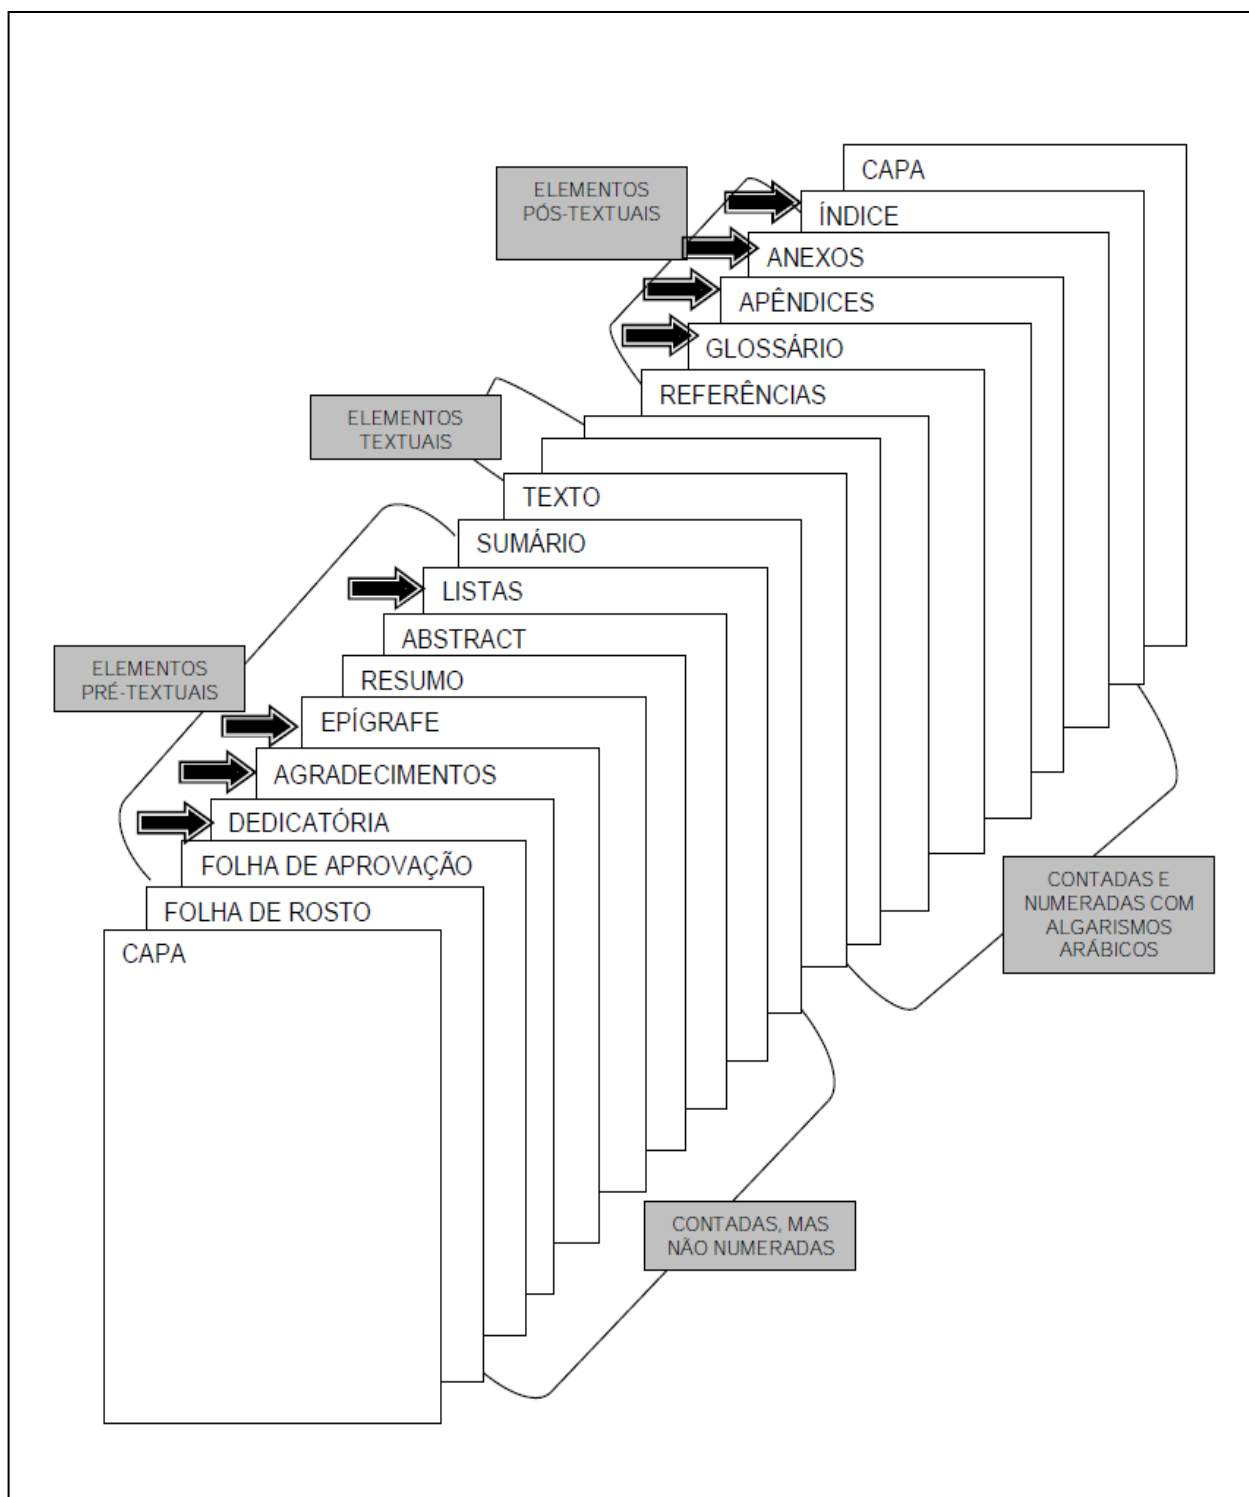 CAPA
ELEMENTOS
PÓS-TEXTUAIS
ÍNDICE
ANEXOS
APÊNDICES
GLOSSÁRIO
REFERÊNCIAS
ELEMENTOS
TEXTUAIS
TEXTO
SUMÁRIO
LISTAS
ABSTRACT
ELEMENTOS
PRÉ-TEXTUAIS
RESUMO
EPÍGRAFE
AGRADECIMENTOS
DEDICATÓRIA
FOLHA DE APROVAÇÃO
FOLHA DE ROSTO
CAPA
CONTADAS E
NUMERADAS COM
ALGARISMOS
ARÁBICOS
CONTADAS, MAS
NÃO NUMERADAS